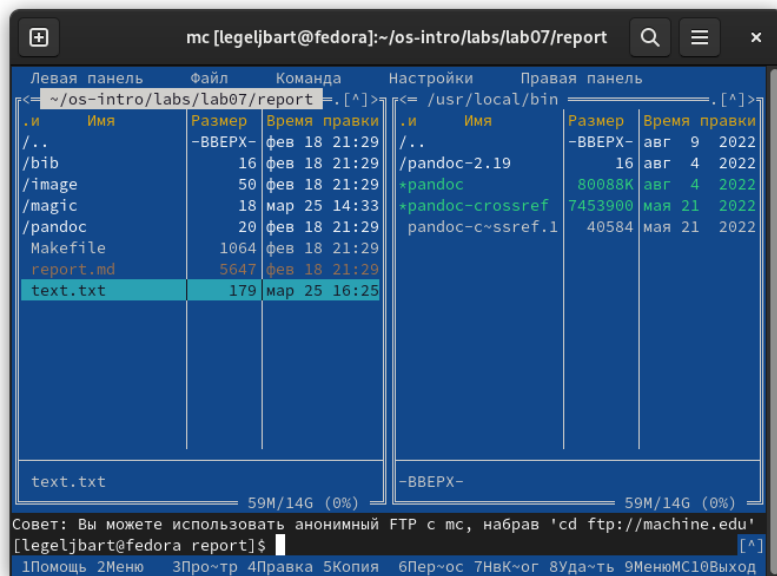 mc [legeljbart@fedora]:~/os-intro/labs/lab07/report
Левая панель Файл Команда Настройки Правая панель
<= ~/os-intro/labs/lab07/report =.[^]> <= /usr/local/bin =.[^]>
.и Имя Размер Время правки .и Имя Размер Время правки
/.. -ВВЕРХ- фев 18 21:29 /.. -ВВЕРХ- авг 9 2022
/bib 16 фев 18 21:29 /pandoc-2.19 16 авг 4 2022
/image 50 фев 18 21:29 *pandoc 80088K авг 4 2022
/magic 18 мар 25 14:33 *pandoc-crossref 7453900 мая 21 2022
/pandoc 20 фев 18 21:29 pandoc-c~ssref.1 40584 мая 21 2022
Makefile 1064 фев 18 21:29
report.md 5647 фев 18 21:29
text.txt 179 мар 25 16:25
text.txt -ВВЕРХ-
59M/14G (0%) 59M/14G (0%)
Совет: Вы можете использовать анонимный FTP с mc, набрав 'cd ftp://machine.edu'
[legeljbart@fedora report]$ [^]
1Помощь 2Меню 3Про~тр 4Правка 5Копия 6Пер~ос 7НвК~ог 8Уда~ть 9МенюMC 10Выход